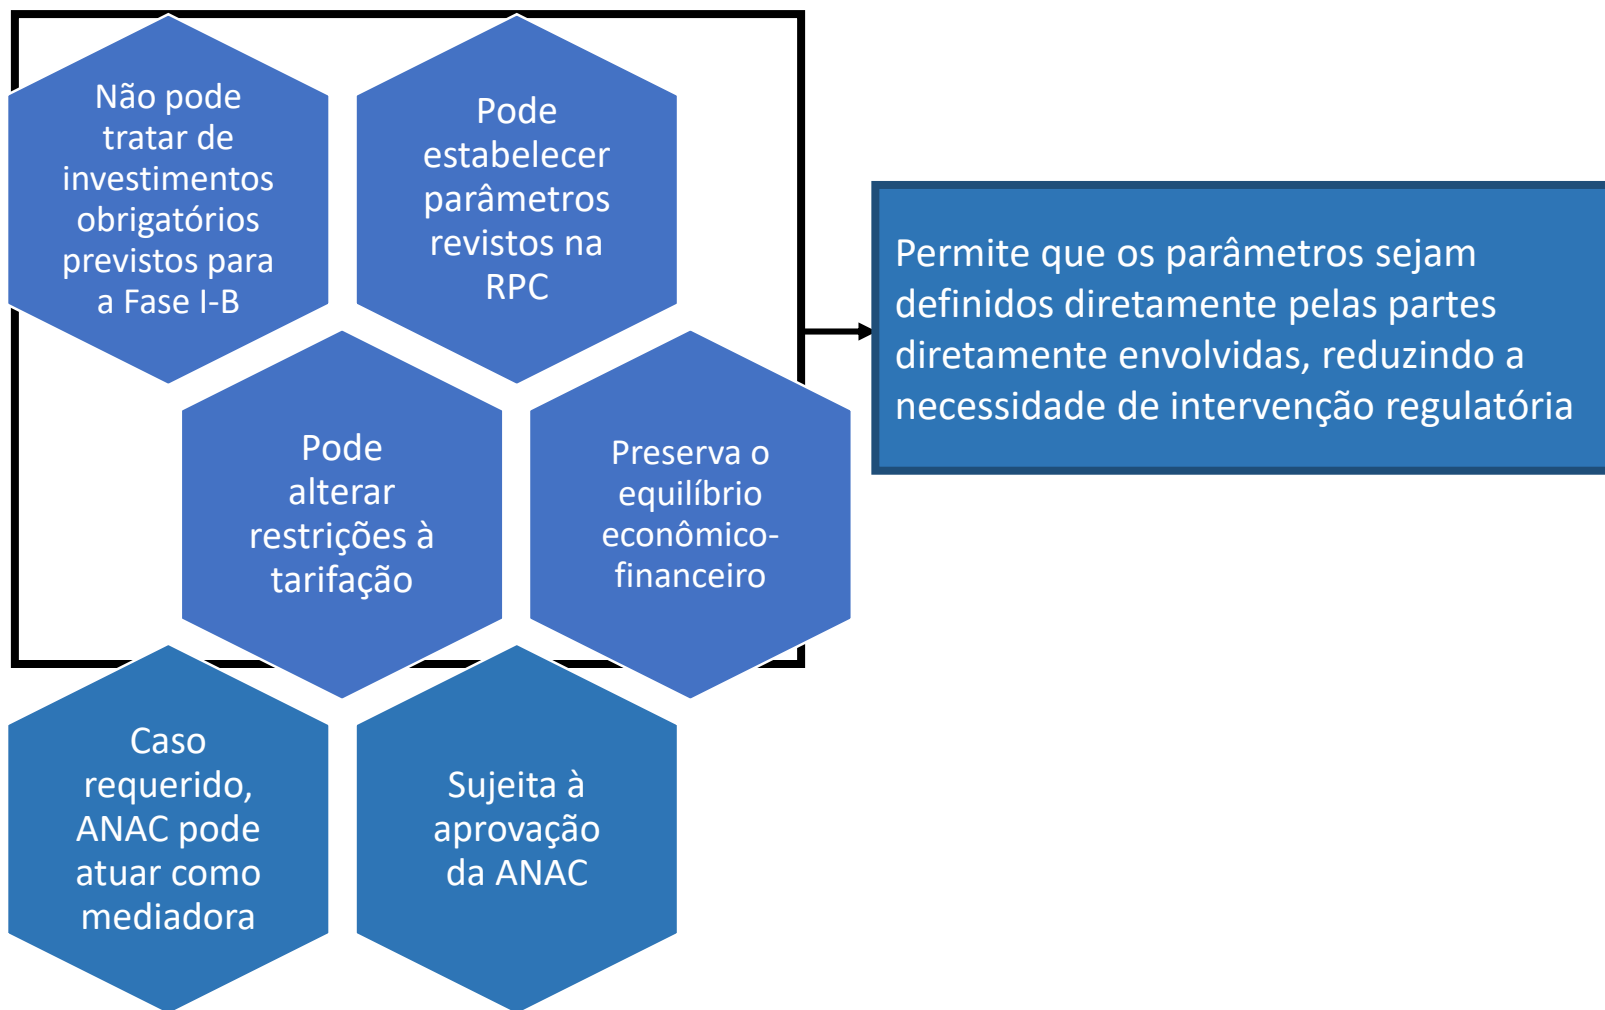 Não pode
tratar de
investimentos
obrigatórios
previstos para
a Fase I-B
Pode
estabelecer
parâmetros
revistos na
RPC
Pode
alterar
restrições à
tarifação
Preserva o
equilíbrio
econômico-
financeiro
Caso
requerido,
ANAC pode
atuar como
mediadora
Sujeita à
aprovação
da ANAC
Permite que os parâmetros sejam
definidos diretamente pelas partes
diretamente envolvidas, reduzindo a
necessidade de intervenção regulatória